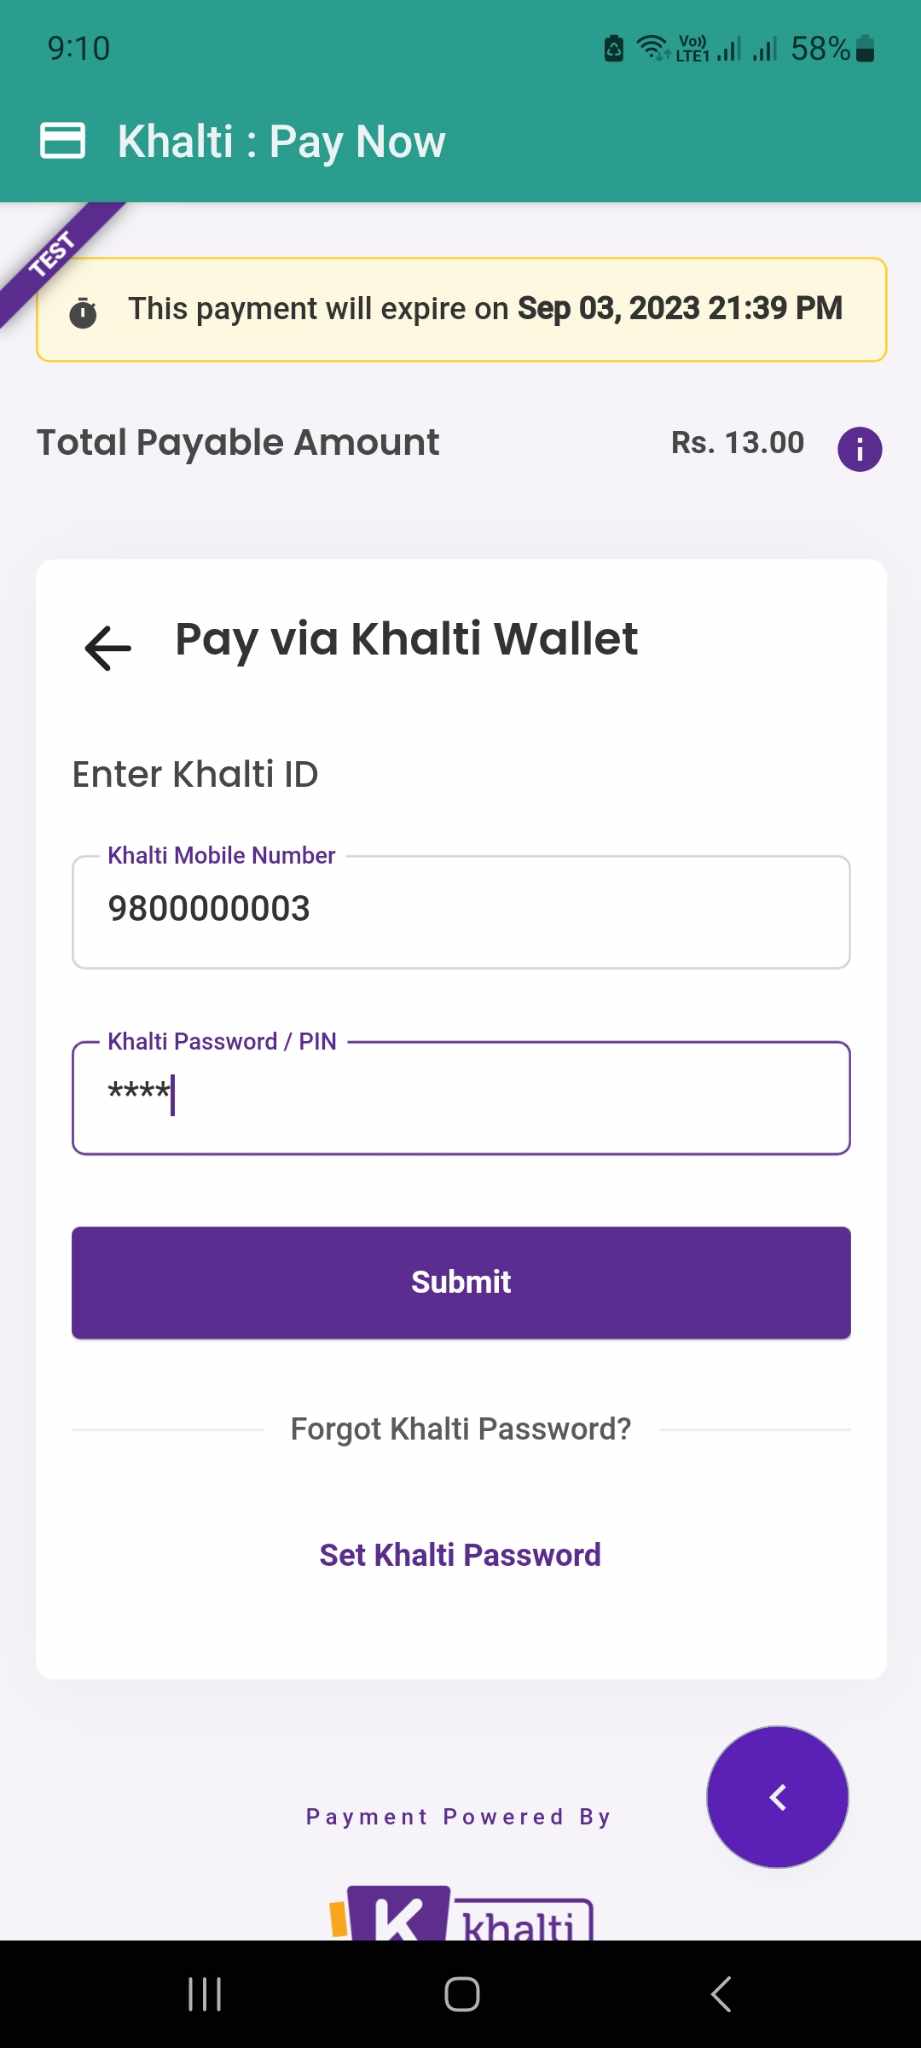 9:10
Vo)) LTE1 58%
Khalti : Pay Now
TEST
This payment will expire on Sep 03, 2023 21:39 PM
Total Payable Amount Rs. 13.00
Pay via Khalti Wallet
Enter Khalti ID
Khalti Mobile Number
9800000003
Khalti Password / PIN
****
Submit
Forgot Khalti Password?
Set Khalti Password
Payment Powered By
K khalti